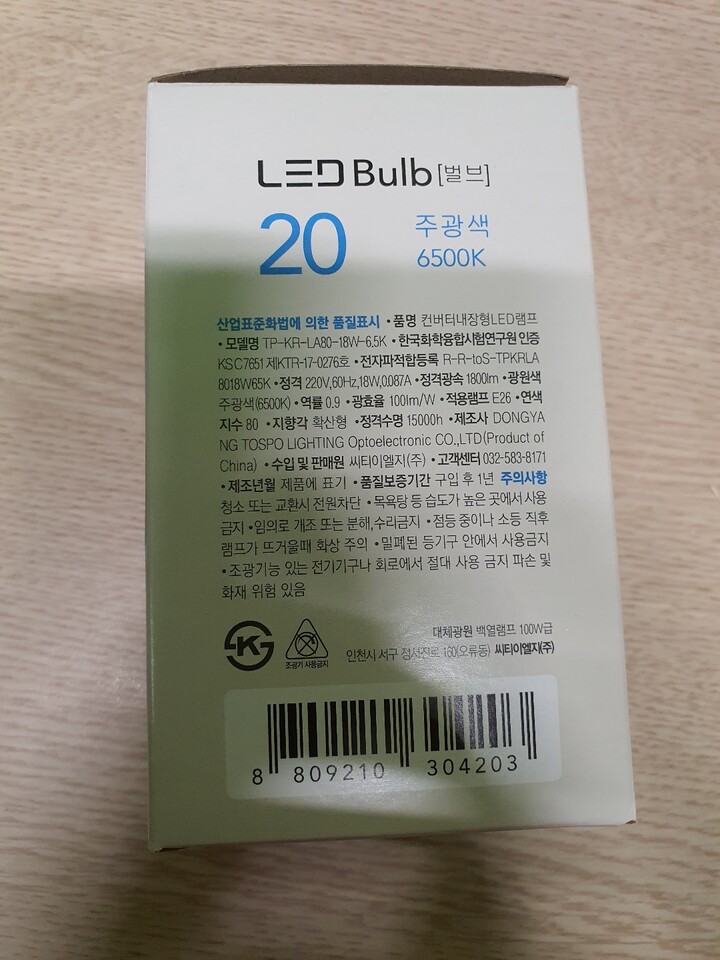 LED Bulb[벌브]
20
주광색
6500K
산업표준화법에 의한 품질표시 •품명 컨버터내장형LED램프
•모델명 TP-KR-LA80-18W-6.5K •한국화학융합시험연구원 인증
KS C 7651 제KTR-17-0276호 •전자파적합등록 R-R-toS-TPKRLA
8018W65K •정격 220V,60Hz,18W,0.087A •정격광속 1800lm •광원색
주광색(6500K) •역률 0.9 •광효율 100lm/W •적용램프 E26 •연색
지수 80 •지향각 확산형 •정격수명 15000h •제조사 DONGYA
NG TOSPO LIGHTING Optoelectronic CO.,LTD(Product of
China) •수입 및 판매원 씨티이엘지(주) •고객센터 032-583-8171
•제조년월 제품에 표기 •품질보증기간 구입 후 1년 주의사항
청소 또는 교환시 전원차단 •목욕탕 등 습도가 높은 곳에서 사용
금지 •임의로 개조 또는 분해,수리금지 •점등 중이나 소등 직후
램프가 뜨거울때 화상 주의 •밀폐된 등기구 안에서 사용금지
•조광기능 있는 전기기구나 회로에서 절대 사용 금지 파손 및
화재 위험 있음
대체광원 백열램프 100W급
조광기 사용금지
인천시 서구 정서진로 160(오류동) 씨티이엘지(주)
8 809210 304203